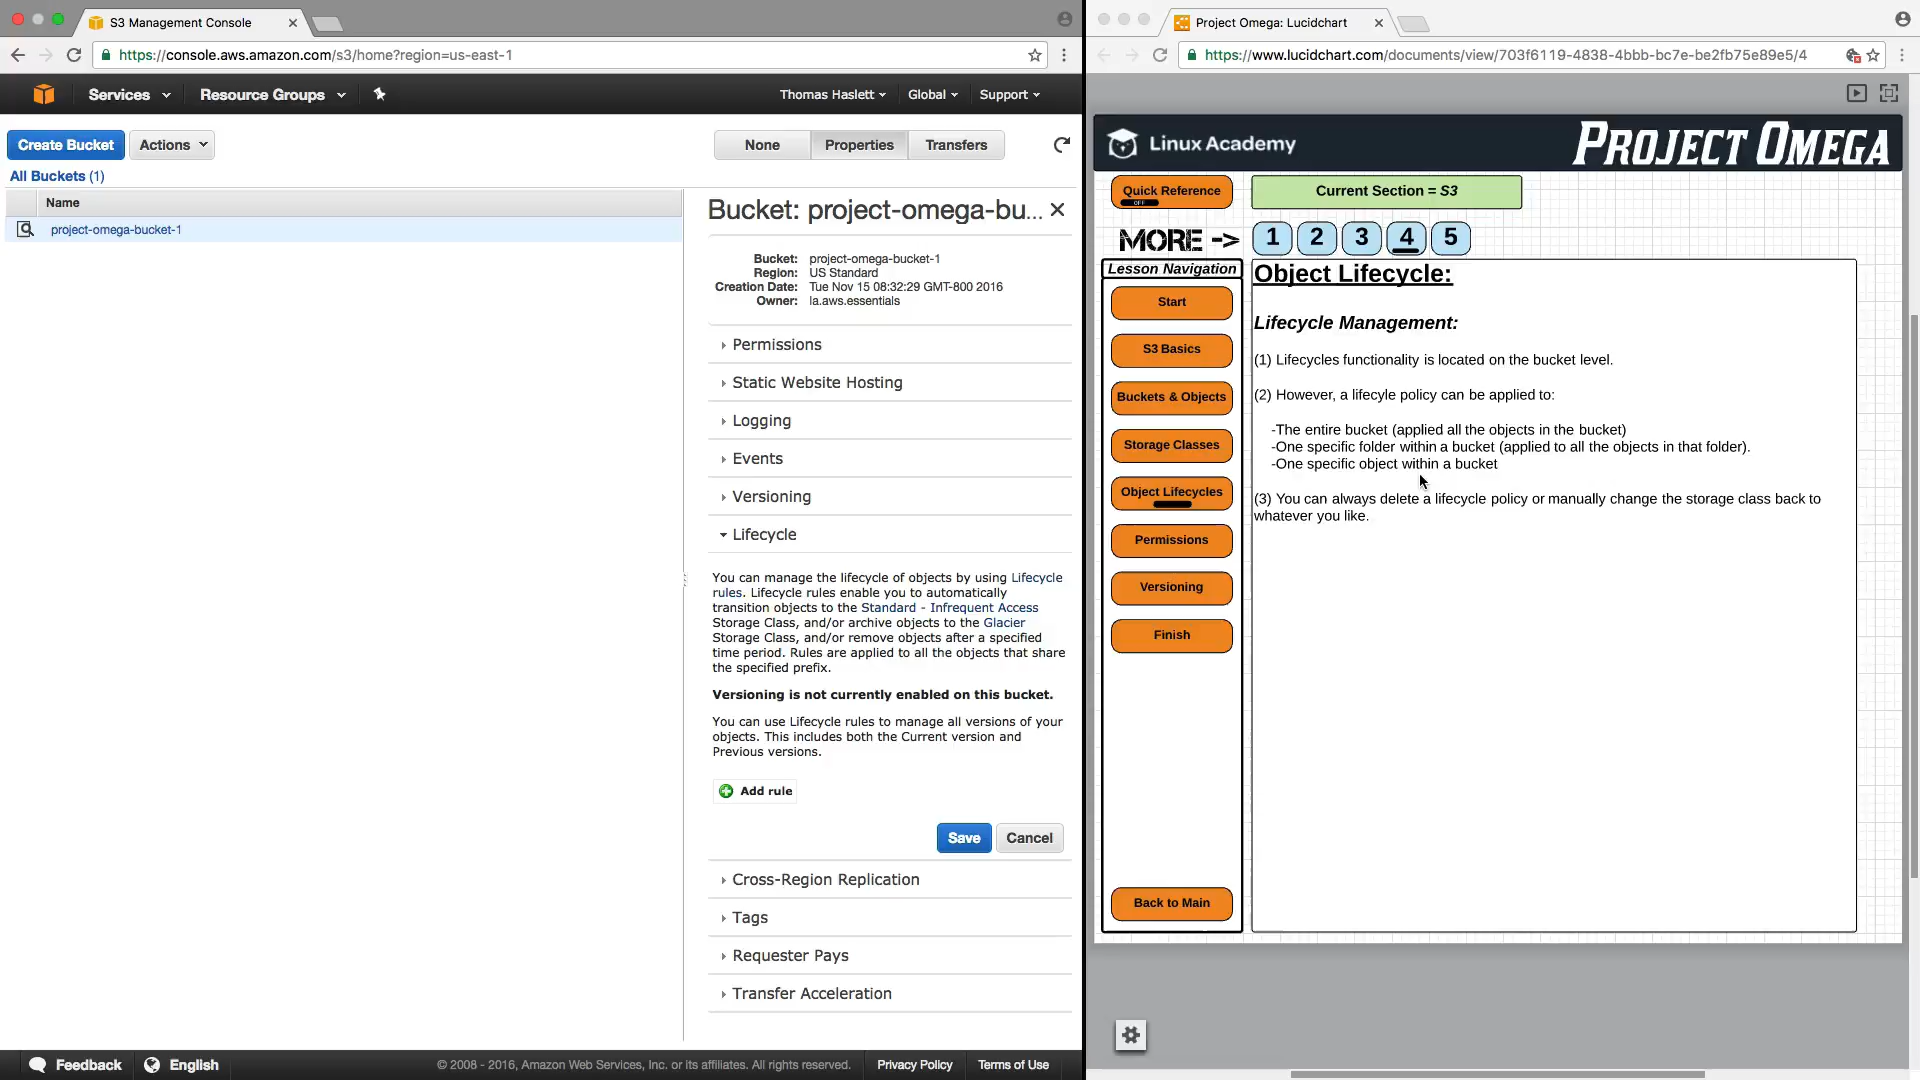 S3 Management Console
https://console.aws.amazon.com/s3/home?region=us-east-1
Services
Resource Groups
Thomas Haslett
Global
Support
Create Bucket
Actions
None
Properties
Transfers
All Buckets (1)
Name
project-omega-bucket-1
Bucket: project-omega-bu...
Bucket: project-omega-bucket-1
Region: US Standard
Creation Date: Tue Nov 15 08:32:29 GMT-800 2016
Owner: la.aws.essentials
Permissions
Static Website Hosting
Logging
Events
Versioning
Lifecycle
You can manage the lifecycle of objects by using Lifecycle
rules. Lifecycle rules enable you to automatically
transition objects to the Standard - Infrequent Access
Storage Class, and/or archive objects to the Glacier
Storage Class, and/or remove objects after a specified
time period. Rules are applied to all the objects that share
the specified prefix.
Versioning is not currently enabled on this bucket.
You can use Lifecycle rules to manage all versions of your
objects. This includes both the Current version and
Previous versions.
Add rule
Save
Cancel
Cross-Region Replication
Tags
Requester Pays
Transfer Acceleration
Feedback
English
© 2008 - 2016, Amazon Web Services, Inc. or its affiliates. All rights reserved.
Privacy Policy
Terms of Use
Project Omega: Lucidchart
https://www.lucidchart.com/documents/view/703f6119-4838-4bbb-bc7e-be2fb75e89e5/4
Linux Academy
PROJECT OMEGA
Quick Reference
OFF
Current Section = S3
MORE ->
1
2
3
4
5
Lesson Navigation
Start
S3 Basics
Buckets & Objects
Storage Classes
Object Lifecycles
Permissions
Versioning
Finish
Back to Main
Object Lifecycle:
Lifecycle Management:
(1) Lifecycles functionality is located on the bucket level.
(2) However, a lifecyle policy can be applied to:
-The entire bucket (applied all the objects in the bucket)
-One specific folder within a bucket (applied to all the objects in that folder).
-One specific object within a bucket
(3) You can always delete a lifecycle policy or manually change the storage class back to
whatever you like.